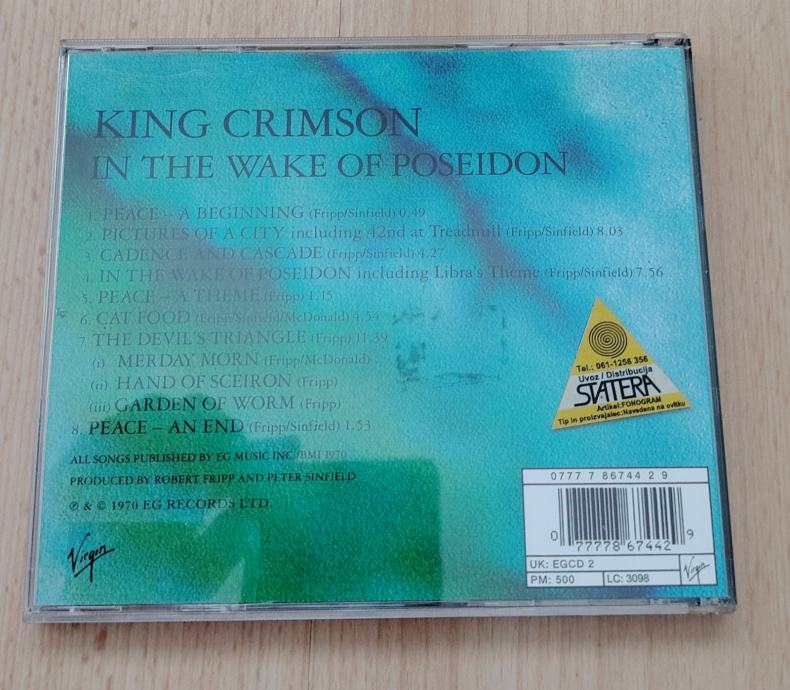 KING CRIMSON
IN THE WAKE OF POSEIDON
1. PEACE – A BEGINNING (Fripp/Sinfield) 0.49
2. PICTURES OF A CITY including 42nd at Treadmill (Fripp/Sinfield) 8.03
3. CADENCE AND CASCADE (Fripp/Sinfield) 4.27
4. IN THE WAKE OF POSEIDON including Libra's Theme (Fripp/Sinfield) 7.56
5. PEACE – A THEME (Fripp) 1.15
6. CAT FOOD (Fripp/Sinfield/McDonald) 4.54
7. THE DEVIL'S TRIANGLE (Fripp) 11.39
(i) MERDAY MORN (Fripp/McDonald)
(ii) HAND OF SCEIRON (Fripp)
(iii) GARDEN OF WORM (Fripp)
8. PEACE – AN END (Fripp/Sinfield) 1.53
ALL SONGS PUBLISHED BY EG MUSIC INC./BMI 1970
PRODUCED BY ROBERT FRIPP AND PETER SINFIELD
℗ & © 1970 EG RECORDS LTD
Virgin
Tel.: 061-1256 356
Uvoz / Distribucija
STATERA
Artikel:FONOGRAM
Tip in proizvajalec:Navedena na ovitku
0777 7 86744 2 9
0 77778 67442 9
UK: EGCD 2
PM: 500
LC: 3098
Virgin